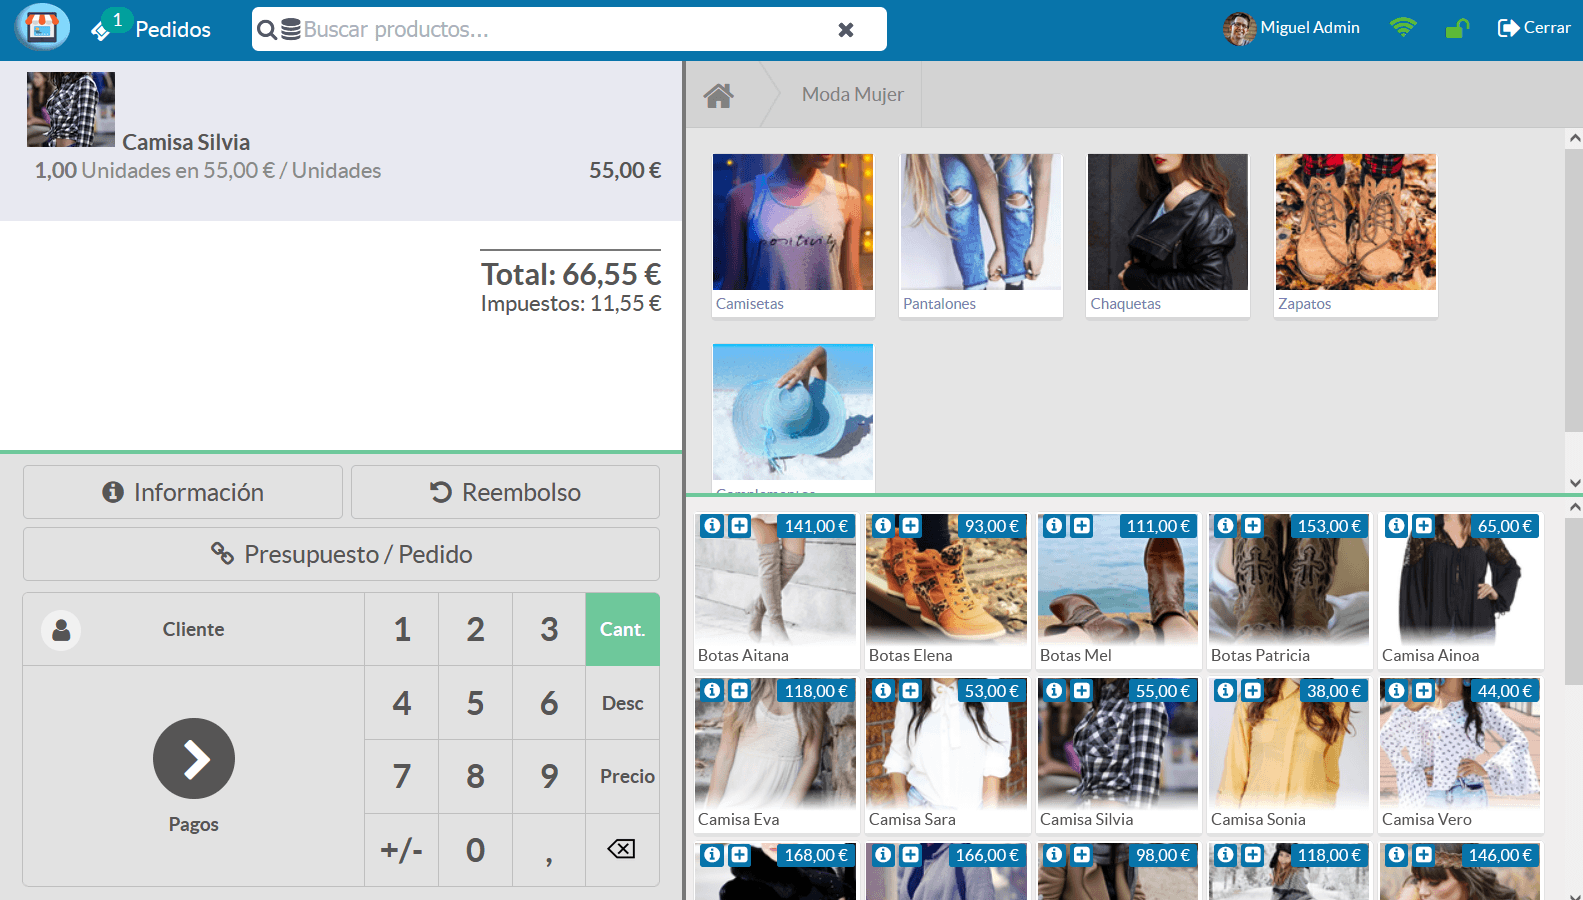 1
Pedidos
Buscar productos...
Miguel Admin
Cerrar
Camisa Silvia
1,00 Unidades en 55,00 € / Unidades
55,00 €
Total: 66,55 €
Impuestos: 11,55 €
Información
Reembolso
Presupuesto / Pedido
Cliente
1
2
3
Cant.
4
5
6
Desc
7
8
9
Precio
+/-
0
,
Pagos
Moda Mujer
positivity
Camisetas
Pantalones
Chaquetas
Zapatos
Complementos
141,00 €
93,00 €
111,00 €
153,00 €
65,00 €
Botas Aitana
Botas Elena
Botas Mel
Botas Patricia
Camisa Ainoa
118,00 €
53,00 €
55,00 €
38,00 €
44,00 €
Camisa Eva
Camisa Sara
Camisa Silvia
Camisa Sonia
Camisa Vero
168,00 €
166,00 €
98,00 €
118,00 €
146,00 €